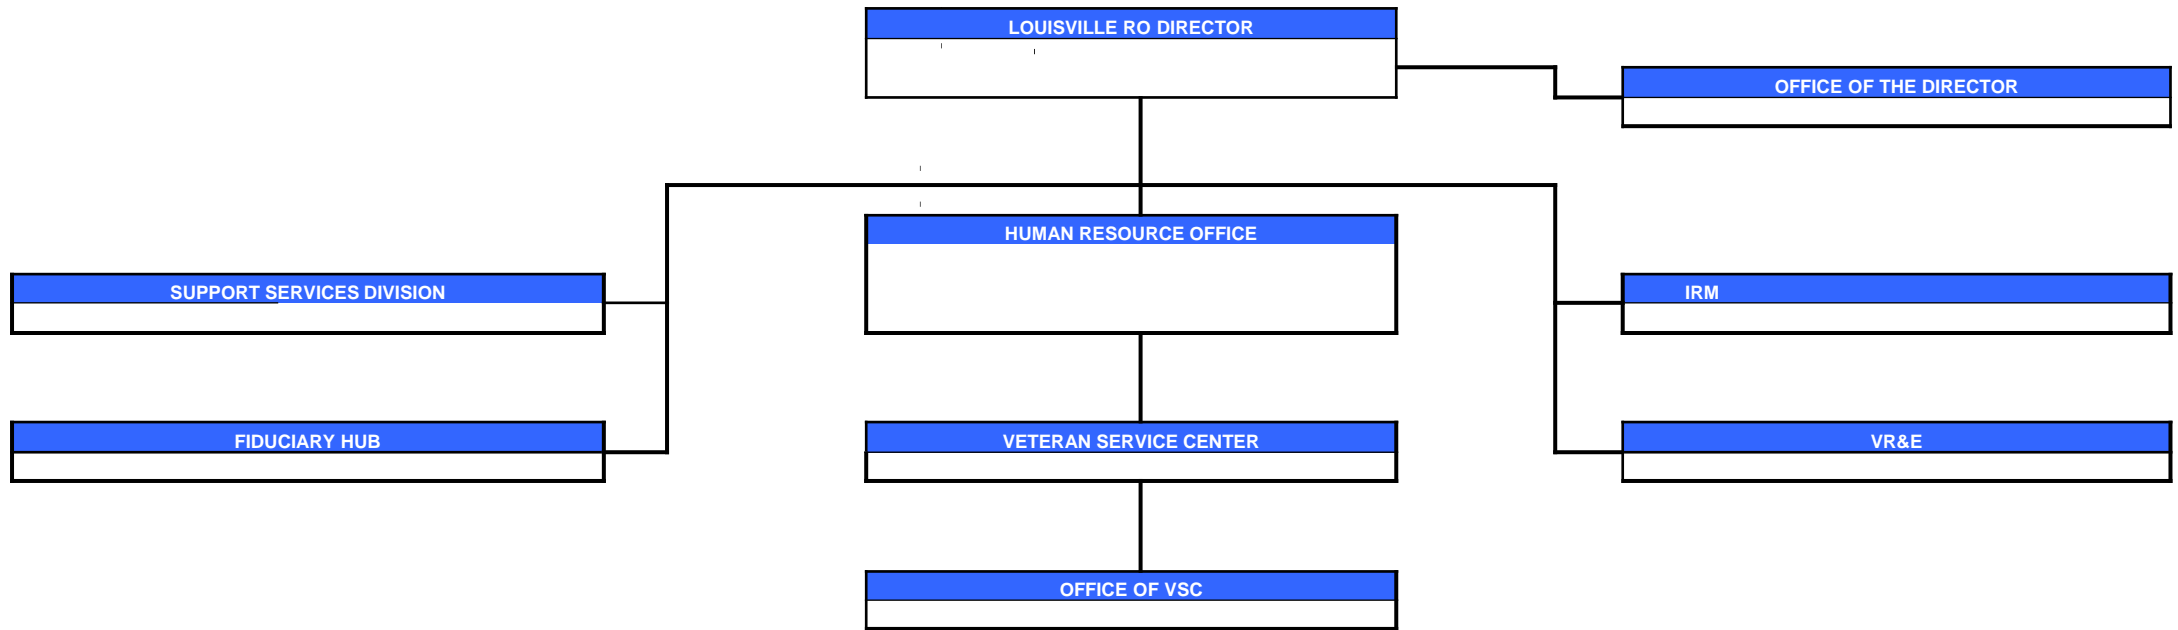 LOUISVILLE RO DIRECTOR
OFFICE OF THE DIRECTOR
HUMAN RESOURCE OFFICE
SUPPORT SERVICES DIVISION
IRM
FIDUCIARY HUB
VETERAN SERVICE CENTER
VR&E
OFFICE OF VSC